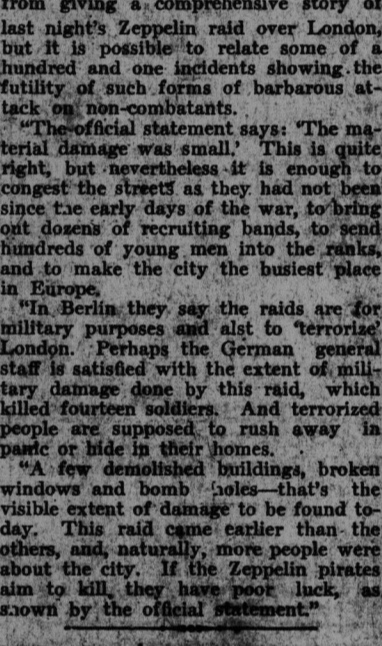 from giving a comprehensive story of
last night's Zeppelin raid over London,
but it is possible to relate some of a
hundred and one incidents showing the
futility of such forms of barbarous at-
tack on non-combatants.
"The official statement says: 'The ma-
terial damage was small.' This is quite
right, but nevertheless it is enough to
congest the streets as they had not been
since tae early days of the war, to bring
out dozens of recruiting bands, to send
hundreds of young men into the ranks,
and to make the city the busiest place
in Europe.
"In Berlin they say the raids are for
military purposes and alst to 'terrorize'
London. Perhaps the German general
staff is satisfied with the extent of mili-
tary damage done by this raid, which
killed fourteen soldiers. And terrorized
people are supposed to rush away in
panic or hide in their homes.
"A few demolished buildings, broken
windows and bomb holes—that's the
visible extent of damage to be found to-
day. This raid came earlier than the
others, and, naturally, more people were
about the city. If the Zeppelin pirates
aim to kill, they have poor luck, as
saown by the official statement."